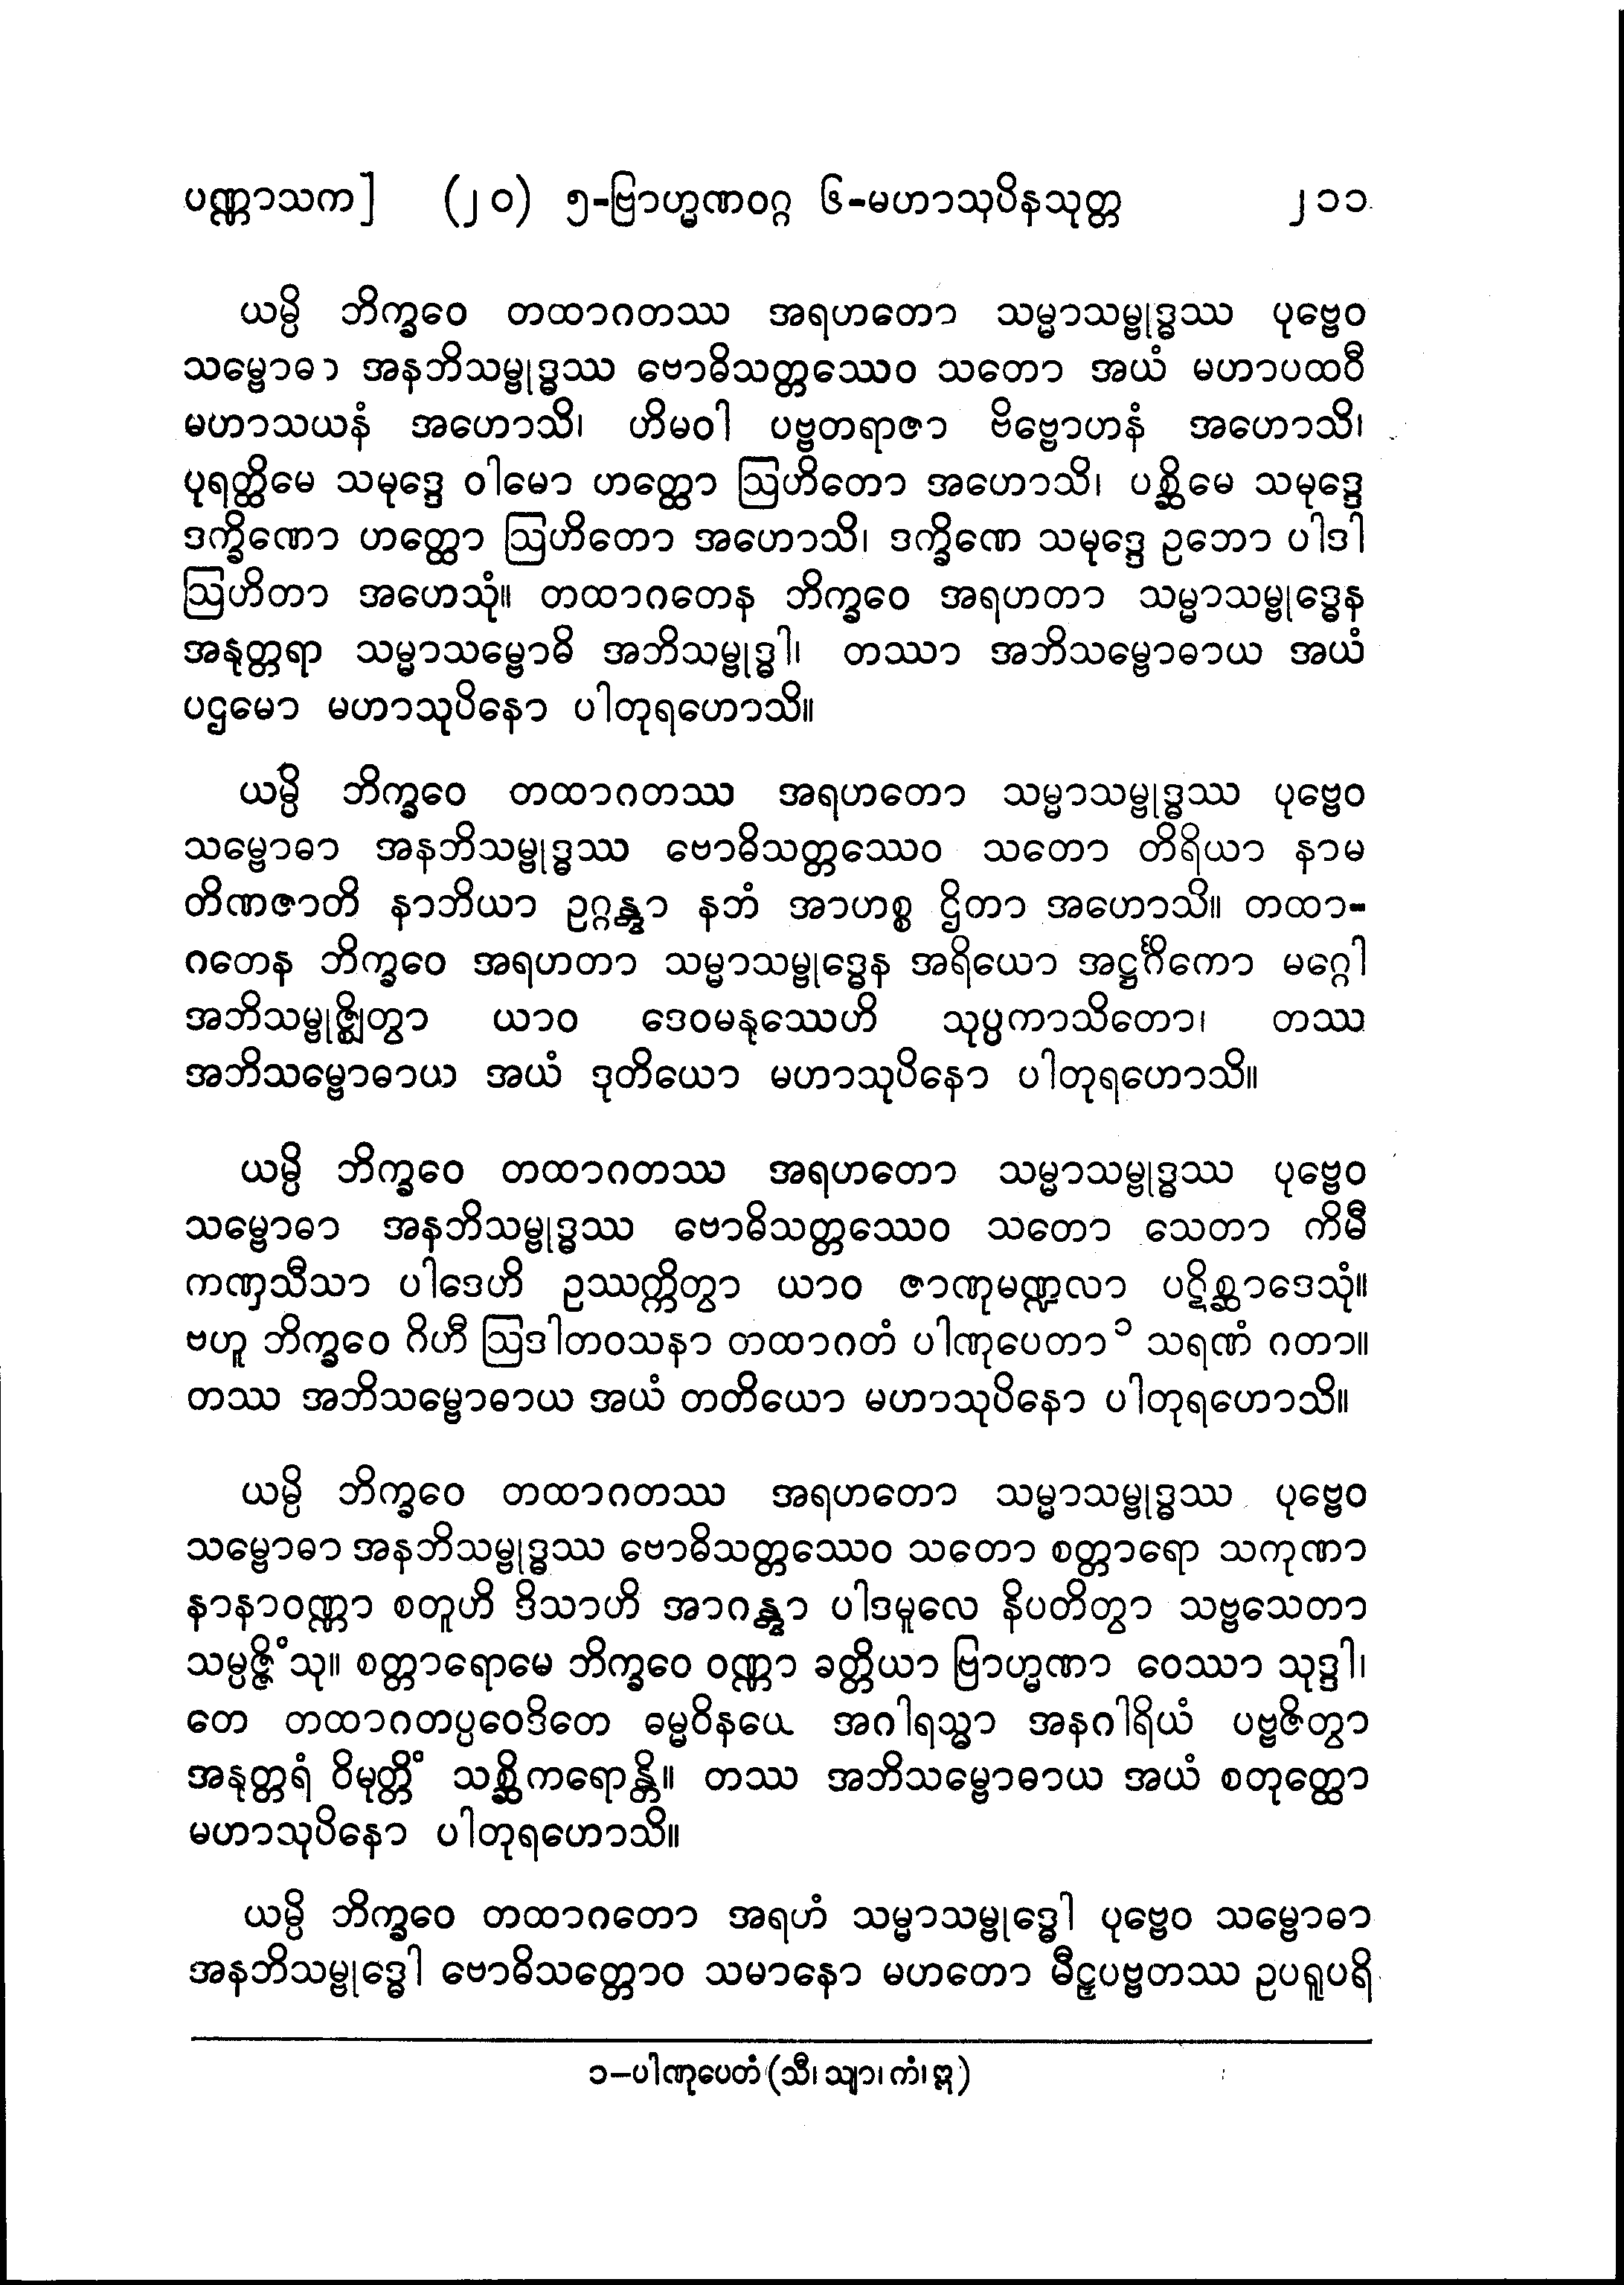 ပဏ္ဏာသက] (၂၀) ၅-ဗြာဟ္မဏဝဂ္ဂ ၆-မဟာသုပိနသုတ္တ ၂၁၁
ယမ္ပိ ဘိက္ခဝေ တထာဂတဿ အရဟတော သမ္မာသမ္ဗုဒ္ဓဿ ပုဗ္ဗေဝ
သမ္ဗောဓာ အနဘိသမ္ဗုဒ္ဓဿ ဗောဓိသတ္တဿေဝ သတော အယံ မဟာပထဝီ
မဟာသယနံ အဟောသိ၊ ဟိမဝါ ပဗ္ဗတရာဇာ ဗိဗ္ဗောဟနံ အဟောသိ၊
ပုရတ္ထိမေ သမုဒ္ဒေ ဝါမော ဟတ္ထော ဩဟိတော အဟောသိ၊ ပစ္ဆိမေ သမုဒ္ဒေ
ဒက္ခိဏော ဟတ္ထော ဩဟိတော အဟောသိ၊ ဒက္ခိဏေ သမုဒ္ဒေ ဥဘော ပါဒါ
ဩဟိတာ အဟေသုံ။ တထာဂတေန ဘိက္ခဝေ အရဟတာ သမ္မာသမ္ဗုဒ္ဓေန
အနုတ္တရာ သမ္မာသမ္ဗောဓိ အဘိသမ္ဗုဒ္ဓါ၊ တဿာ အဘိသမ္ဗောဓာယ အယံ
ပဌမော မဟာသုပိနော ပါတုရဟောသိ။
ယမ္ပိ ဘိက္ခဝေ တထာဂတဿ အရဟတော သမ္မာသမ္ဗုဒ္ဓဿ ပုဗ္ဗေဝ
သမ္ဗောဓာ အနဘိသမ္ဗုဒ္ဓဿ ဗောဓိသတ္တဿေဝ သတော တိရိယာ နာမ
တိဏဇာတိ နာဘိယာ ဥဂ္ဂန္တွာ နဘံ အာဟစ္စ ဌိတာ အဟောသိ။ တထာ-
ဂတေန ဘိက္ခဝေ အရဟတာ သမ္မာသမ္ဗုဒ္ဓေန အရိယော အဋ္ဌင်္ဂိကော မဂ္ဂေါ
အဘိသမ္ဗုဇ္ဈိတွာ ယာဝ ဒေဝမနုဿေဟိ သုပ္ပကာသိတော၊ တဿ
အဘိသမ္ဗောဓာယ အယံ ဒုတိယော မဟာသုပိနော ပါတုရဟောသိ။
ယမ္ပိ ဘိက္ခဝေ တထာဂတဿ အရဟတော သမ္မာသမ္ဗုဒ္ဓဿ ပုဗ္ဗေဝ
သမ္ဗောဓာ အနဘိသမ္ဗုဒ္ဓဿ ဗောဓိသတ္တဿေဝ သတော သေတာ ကိမီ
ကဏှသီသာ ပါဒေဟိ ဥဿက္ကိတွာ ယာဝ ဇာဏုမဏ္ဍလာ ပဋိစ္ဆာဒေသုံ။
ဗဟူ ဘိက္ခဝေ ဂိဟီ ဩဒါတဝသနာ တထာဂတံ ပါဏုပေတာ ၁ သရဏံ ဂတာ။
တဿ အဘိသမ္ဗောဓာယ အယံ တတိယော မဟာသုပိနော ပါတုရဟောသိ။
ယမ္ပိ ဘိက္ခဝေ တထာဂတဿ အရဟတော သမ္မာသမ္ဗုဒ္ဓဿ ပုဗ္ဗေဝ
သမ္ဗောဓာ အနဘိသမ္ဗုဒ္ဓဿ ဗောဓိသတ္တဿေဝ သတော စတ္တာရော သကုဏာ
နာနာဝဏ္ဏာ စတူဟိ ဒိသာဟိ အာဂန္တွာ ပါဒမူလေ နိပတိတွာ သဗ္ဗသေတာ
သမ္ပဇ္ဇိံသု။ စတ္တာရောမေ ဘိက္ခဝေ ဝဏ္ဏာ ခတ္တိယာ ဗြာဟ္မဏာ ဝေဿာ သုဒ္ဒါ၊
တေ တထာဂတပ္ပဝေဒိတေ ဓမ္မဝိနယေ အဂါရသ္မာ အနဂါရိယံ ပဗ္ဗဇိတွာ
အနုတ္တရံ ဝိမုတ္တိံ သစ္ဆိကရောန္တိ။ တဿ အဘိသမ္ဗောဓာယ အယံ စတုတ္ထော
မဟာသုပိနော ပါတုရဟောသိ။
ယမ္ပိ ဘိက္ခဝေ တထာဂတော အရဟံ သမ္မာသမ္ဗုဒ္ဓေါ ပုဗ္ဗေဝ သမ္ဗောဓာ
အနဘိသမ္ဗုဒ္ဓေါ ဗောဓိသတ္တောဝ သမာနော မဟတော မီဠှပဗ္ဗတဿ ဥပရူပရိ
၁–ပါဏုပေတံ (သီ၊ သျာ၊ ကံ၊ ဣ)